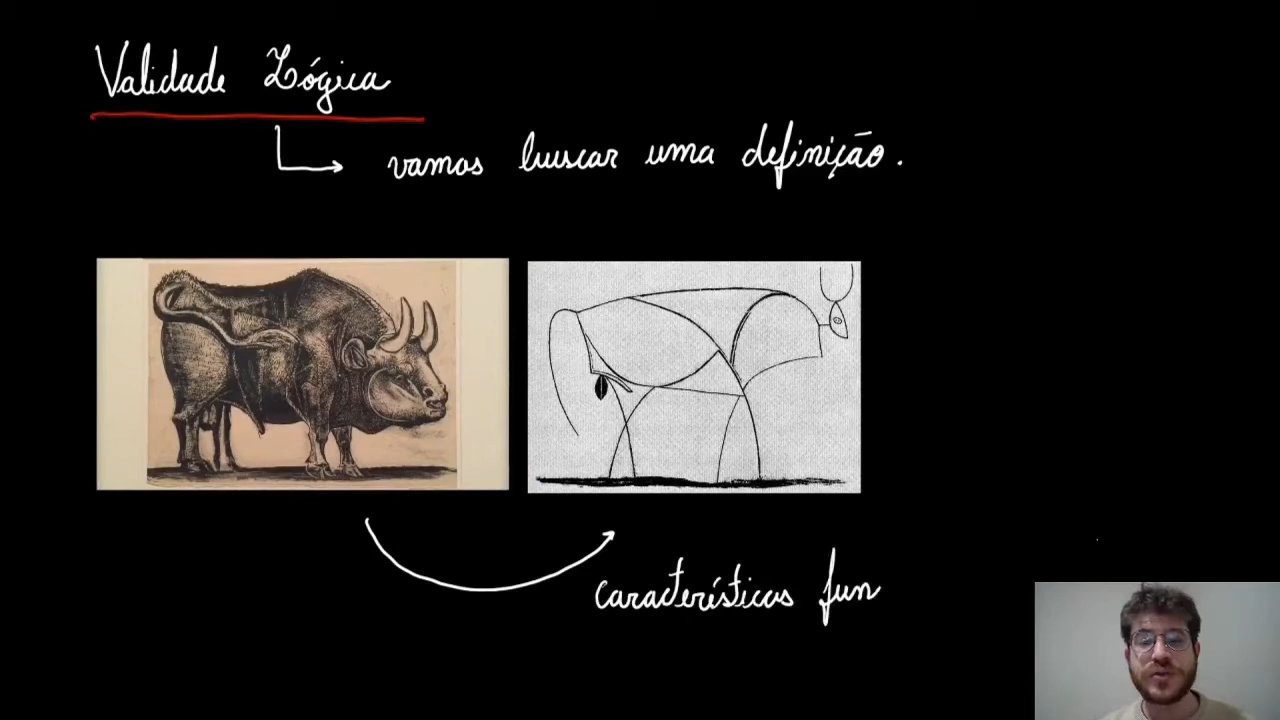 Validade Lógica
vamos buscar uma definição.
características fun